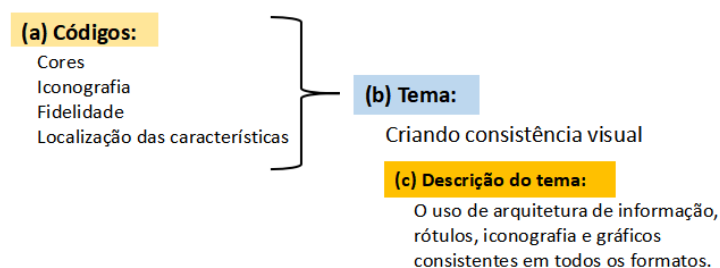 (a) Códigos:
Cores
Iconografia
Fidelidade
Localização das características
(b) Tema:
Criando consistência visual
(c) Descrição do tema:
O uso de arquitetura de informação,
rótulos, iconografia e gráficos
consistentes em todos os formatos.